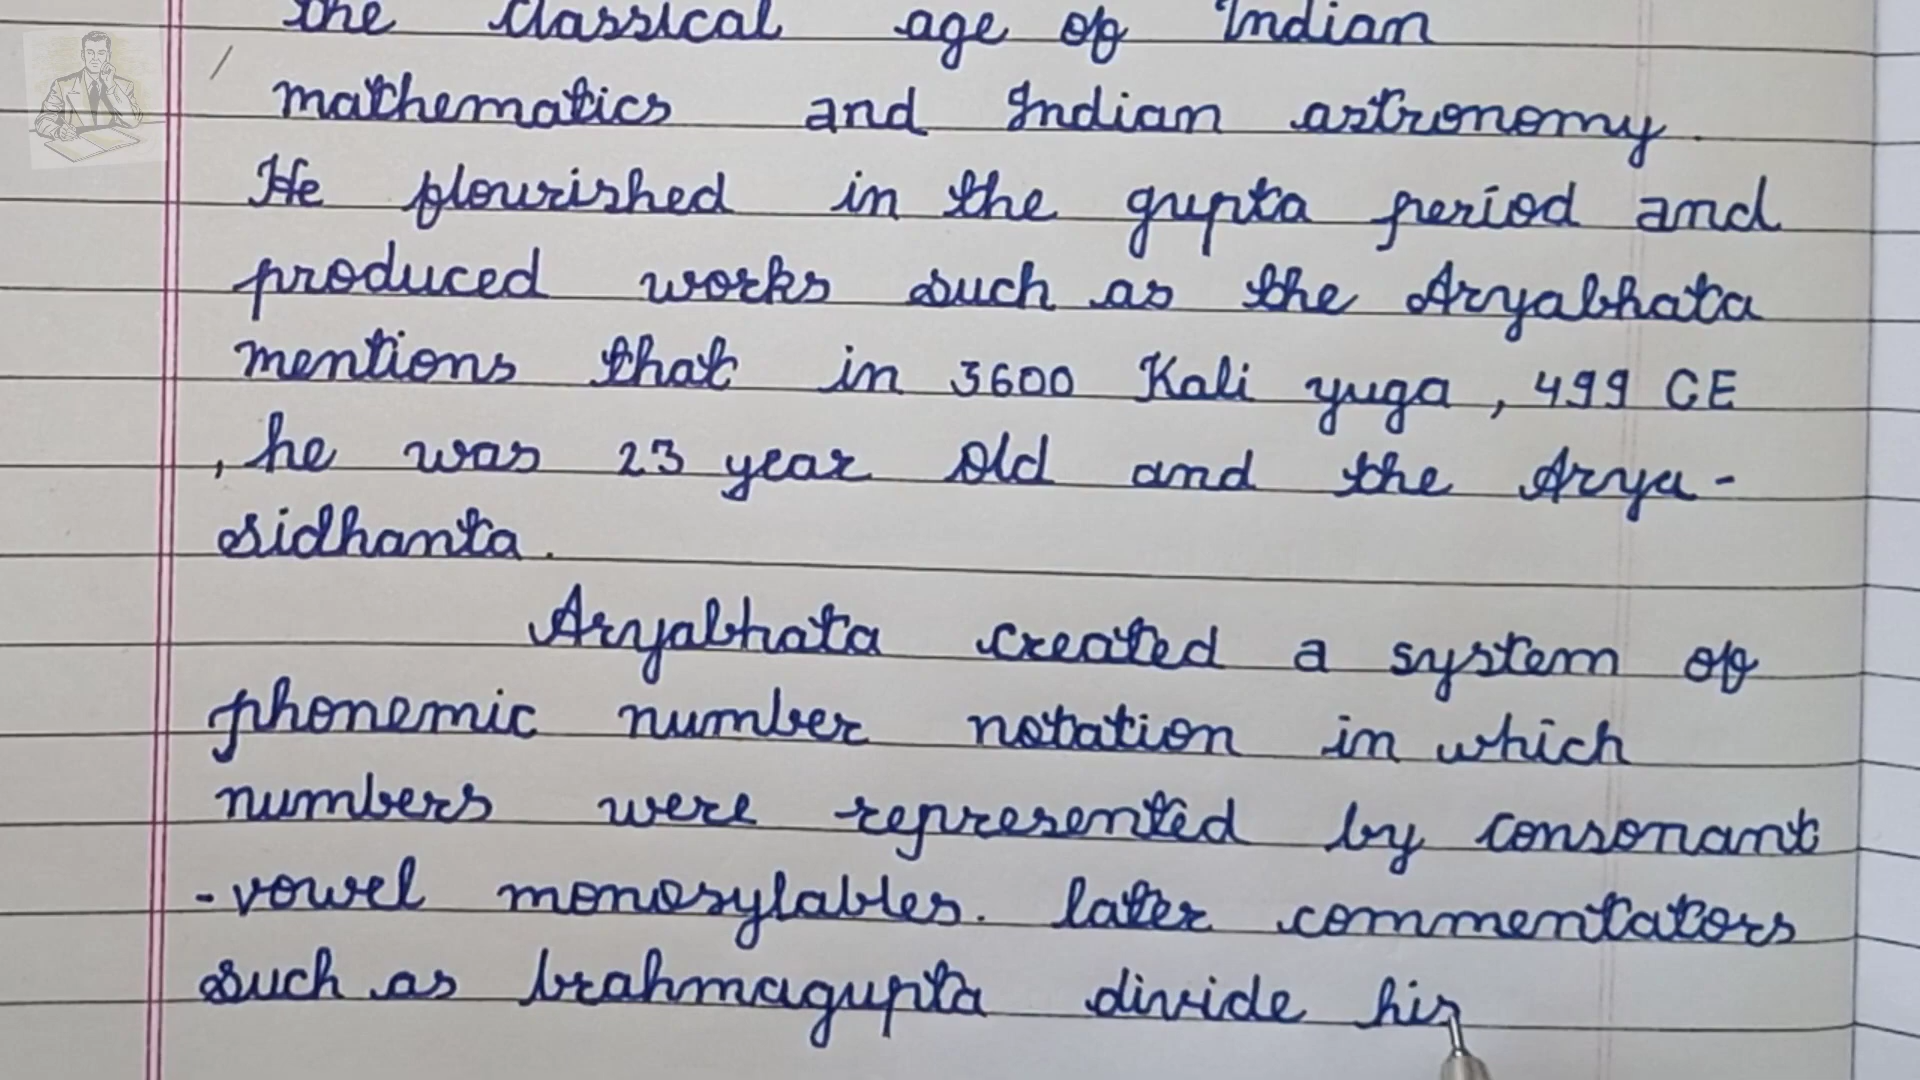 the classical age of Indian
mathematics and Indian astronomy.
He flourished in the gupta period and
produced works such as the Aryabhata
mentions that in 3600 Kali yuga, 499 CE
, he was 23 year old and the Arya-
sidhanta.
Aryabhata created a system of
phonemic number notation in which
numbers were represented by consonant
-vowel monosylables. later commentators
such as brahmagupta divide his